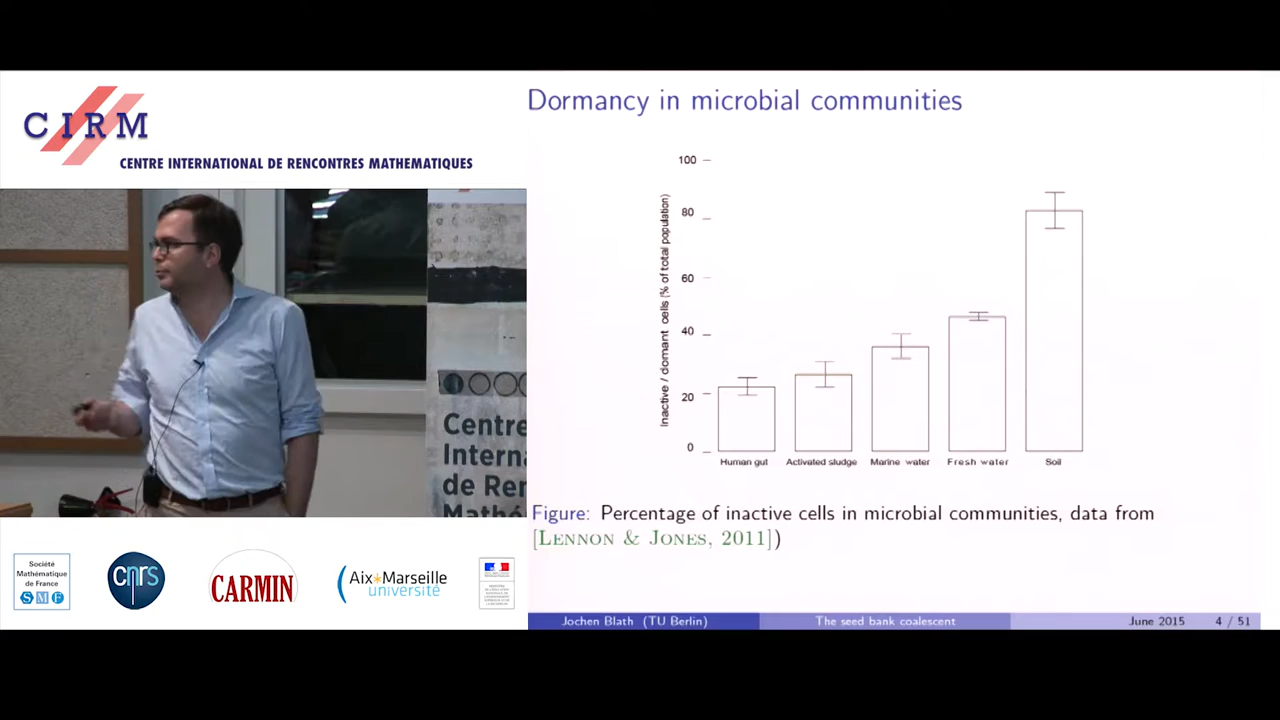 CIRM
CENTRE INTERNATIONAL DE RENCONTRES MATHEMATIQUES
Centre
Interna
de Ren
Mathé
Société
Mathématique
de France
S M F
cnrs
CARMIN
Aix*Marseille
université
Dormancy in microbial communities
Inactive / dormant cells (% of total population)
100
80
60
40
20
0
Human gut Activated sludge Marine water Fresh water Soil
Figure: Percentage of inactive cells in microbial communities, data from
[LENNON & JONES, 2011])
Jochen Blath (TU Berlin) The seed bank coalescent June 2015 4 / 51